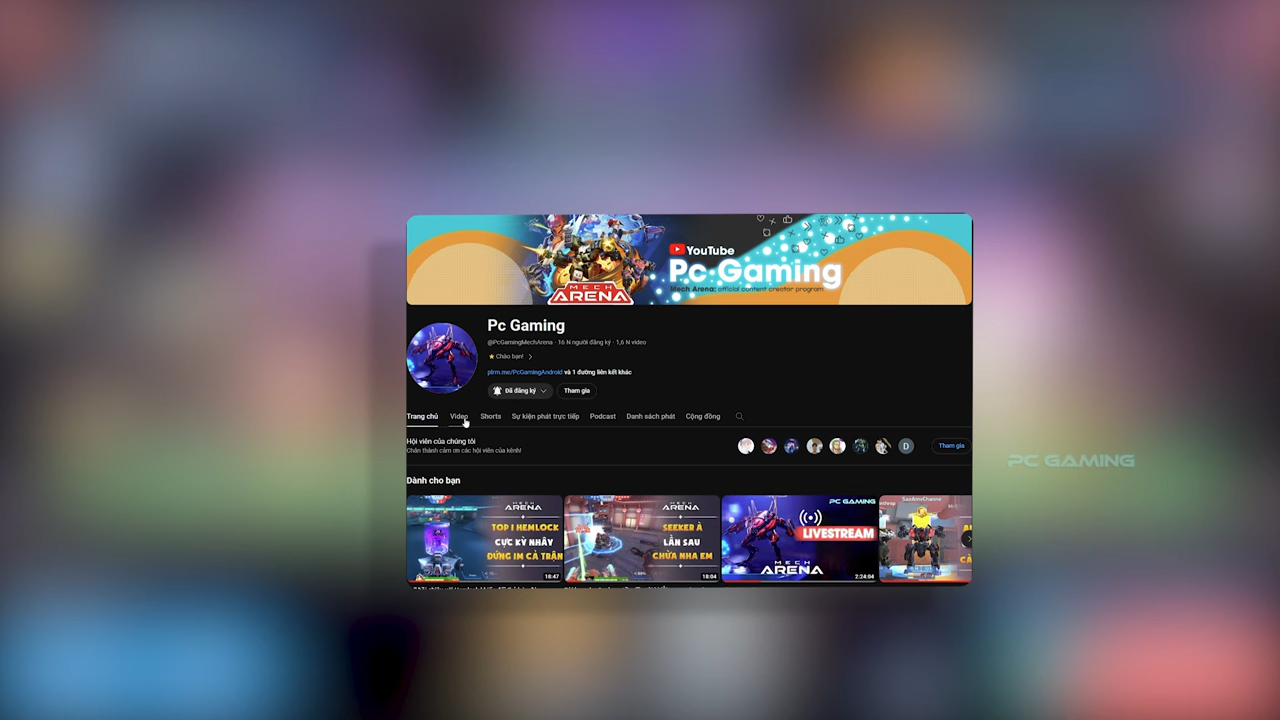 YouTube
Pc Gaming
Mech Arena: official content creator program
MECH
ARENA
Pc Gaming
@PcGamingMechArena · 16 N người đăng ký · 1,6 N video
Chào bạn!
plrm.me/PcGamingAndroid và 1 đường liên kết khác
Đã đăng ký
Tham gia
Trang chủ Video Shorts Sự kiện phát trực tiếp Podcast Danh sách phát Cộng đồng
Hội viên của chúng tôi
Chân thành cảm ơn các hội viên của kênh!
D
Tham gia
PC GAMING
Dành cho bạn
MECH
ARENA
TOP 1 HEMLOCK
CỰC KỲ NHÂY
ĐỨNG IM CẢ TRẬN
18:47
MECH
ARENA
SEEKER À
LẦN SAU
CHỪA NHA EM
18:04
PC GAMING
LIVESTREAM
MECH
ARENA
2:24:04